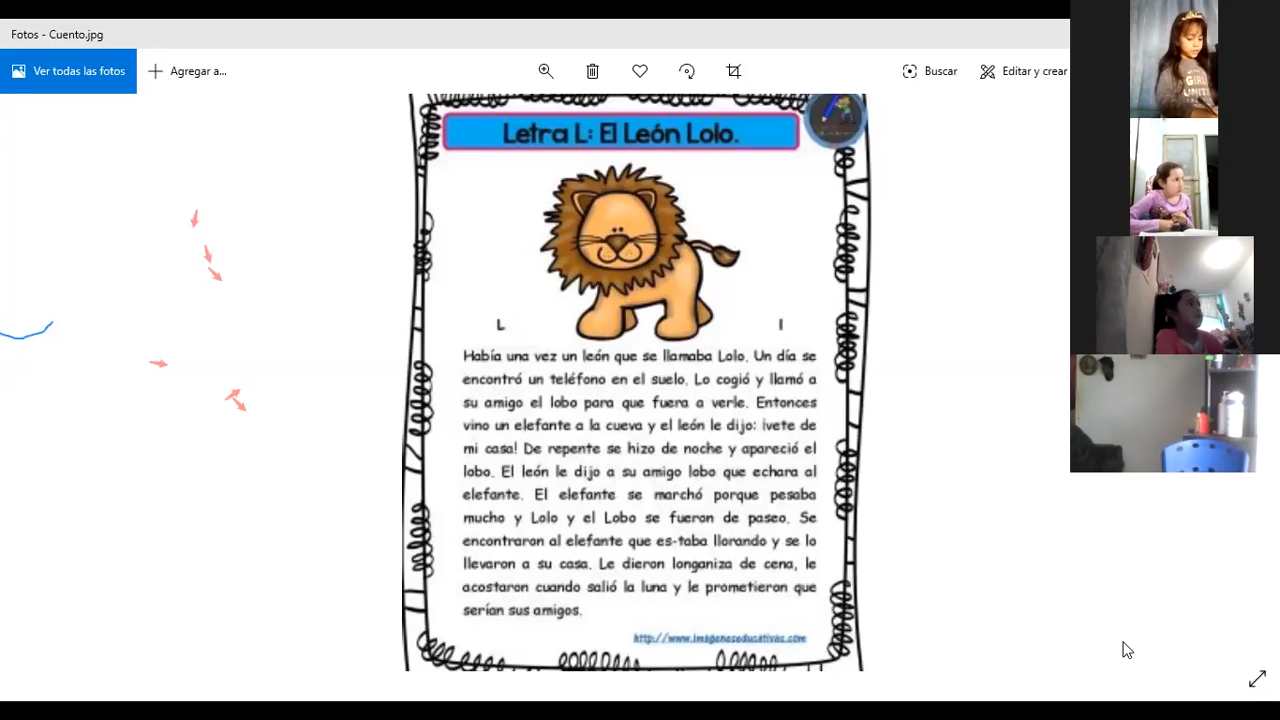 Fotos - Cuento.jpg
Ver todas las fotos
Agregar a...
Buscar
Editar y crear
Letra L: El León Lolo.
L
l
Había una vez un león que se llamaba Lolo. Un día se
encontró un teléfono en el suelo. Lo cogió y llamó a
su amigo el lobo para que fuera a verle. Entonces
vino un elefante a la cueva y el león le dijo: ¡vete de
mi casa! De repente se hizo de noche y apareció el
lobo. El león le dijo a su amigo lobo que echara al
elefante. El elefante se marchó porque pesaba
mucho y Lolo y el Lobo se fueron de paseo. Se
encontraron al elefante que es-taba llorando y se lo
llevaron a su casa. Le dieron longaniza de cena, le
acostaron cuando salió la luna y le prometieron que
serían sus amigos.
http://www.imageneseducativas.com
GIRL
UNIT